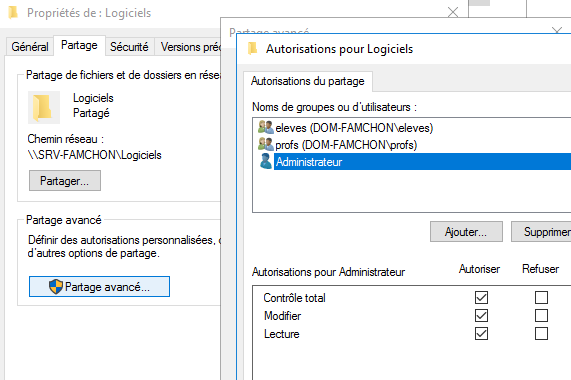 Propriétés de : Logiciels
Général
Partage
Sécurité
Versions préc
Partage de fichiers et de dossiers en résea
Logiciels
Partagé
Chemin réseau :
\\SRV-FAMCHON\Logiciels
Partager...
Partage avancé
Définir des autorisations personnalisées, c
d'autres options de partage.
Partage avancé...
Partage avancé
Autorisations pour Logiciels
Autorisations du partage
Noms de groupes ou d'utilisateurs :
eleves (DOM-FAMCHON\eleves)
profs (DOM-FAMCHON\profs)
Administrateur
Ajouter...
Supprimer
Autorisations pour Administrateur
Autoriser
Refuser
Contrôle total
Modifier
Lecture